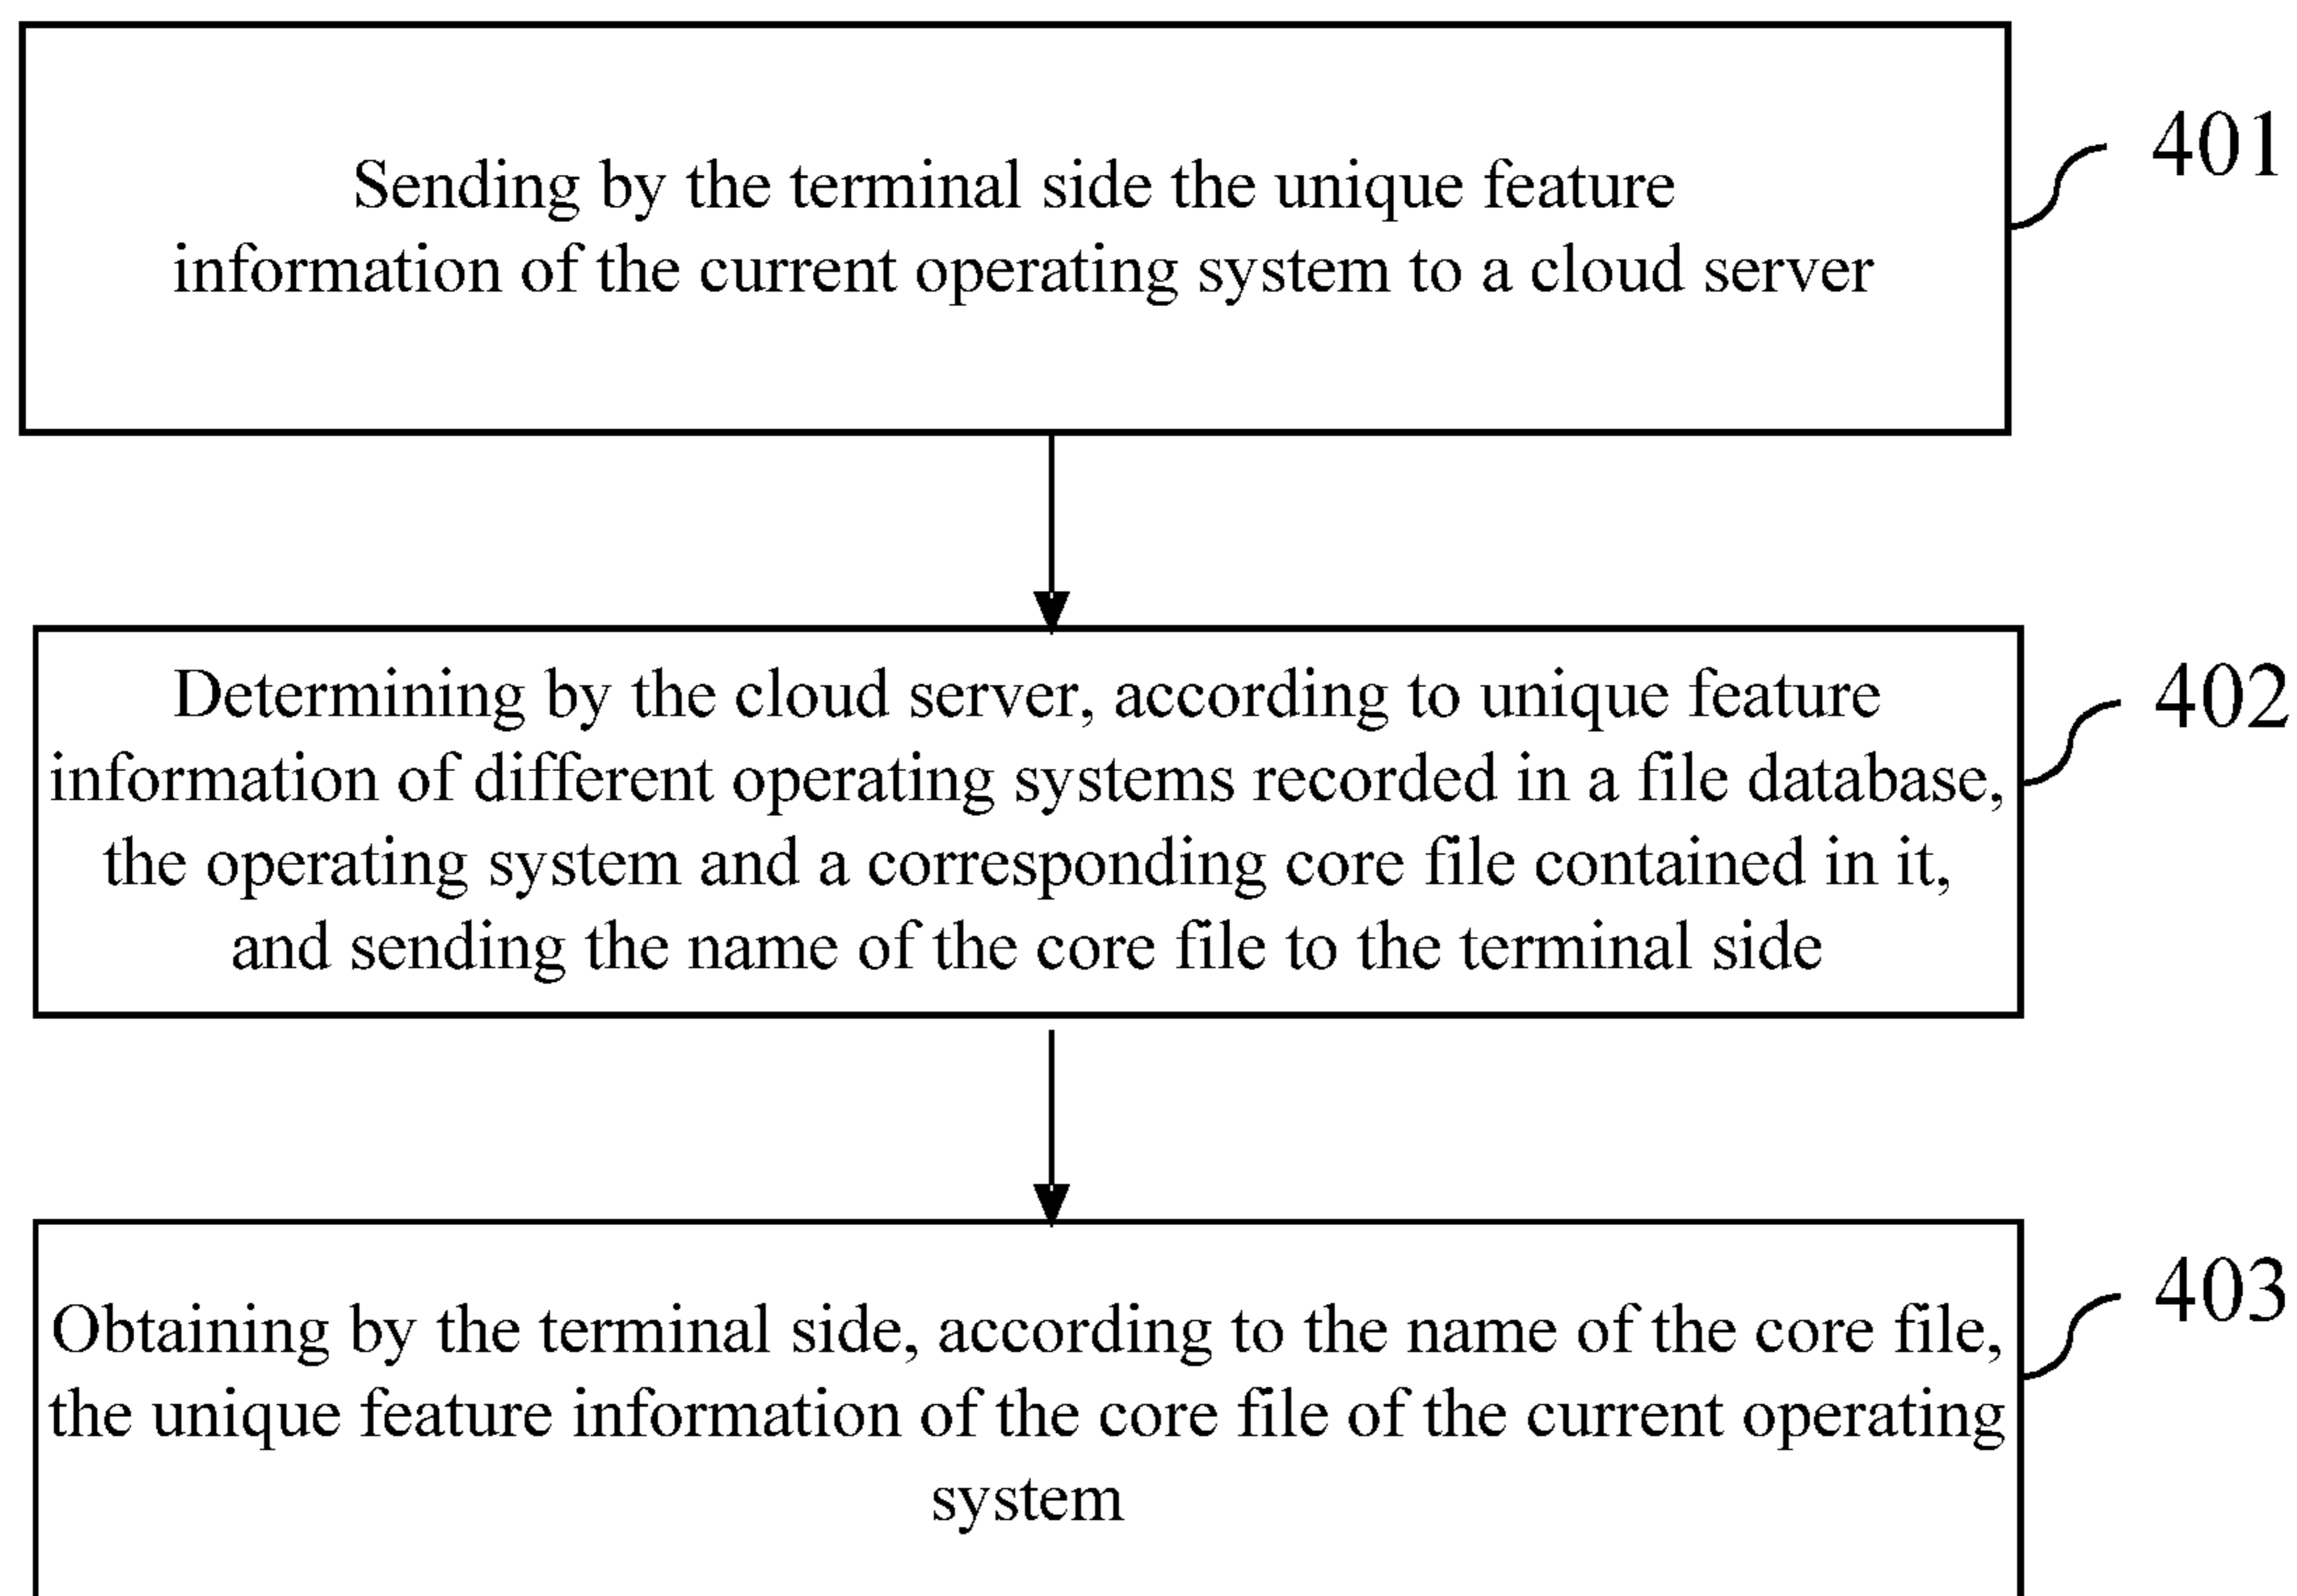 Sending by the terminal side the unique feature
information of the current operating system to a cloud server
401
Determining by the cloud server, according to unique feature
information of different operating systems recorded in a file database,
the operating system and a corresponding core file contained in it,
and sending the name of the core file to the terminal side
402
Obtaining by the terminal side, according to the name of the core file,
the unique feature information of the core file of the current operating
system
403